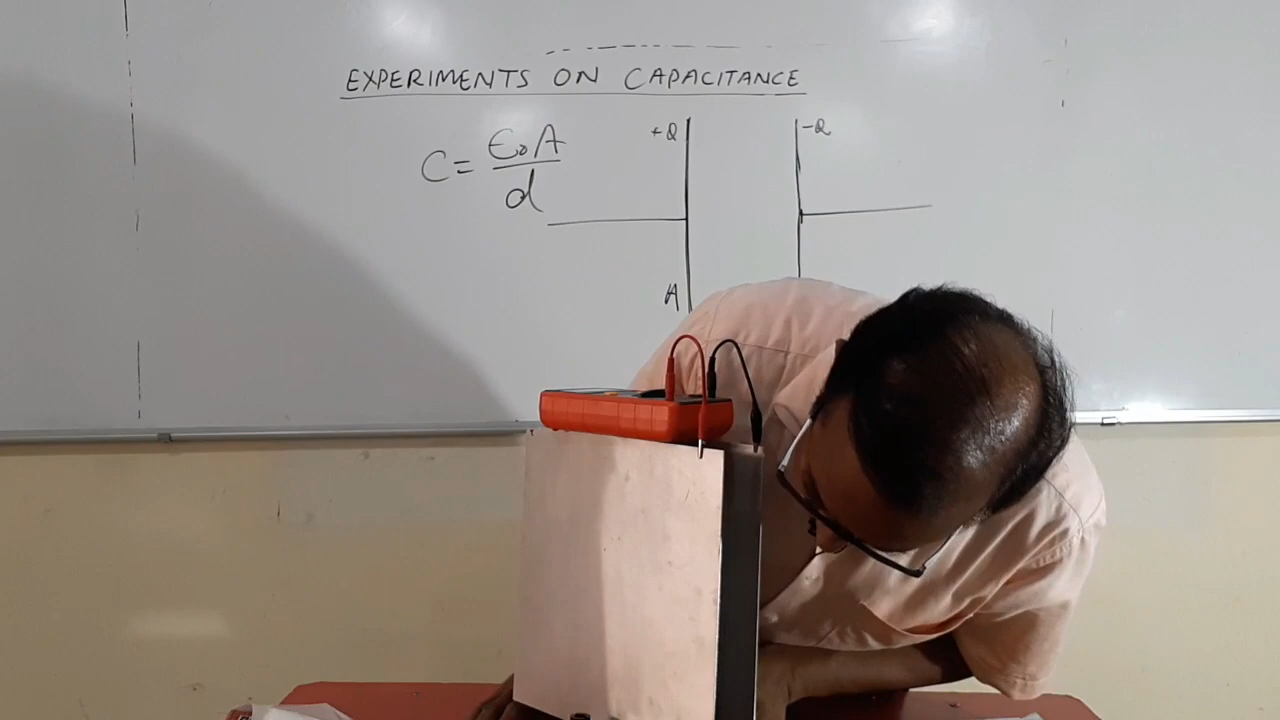 EXPERIMENTS ON CAPACITANCE
C = ε₀A
d
+Q
-Q
A